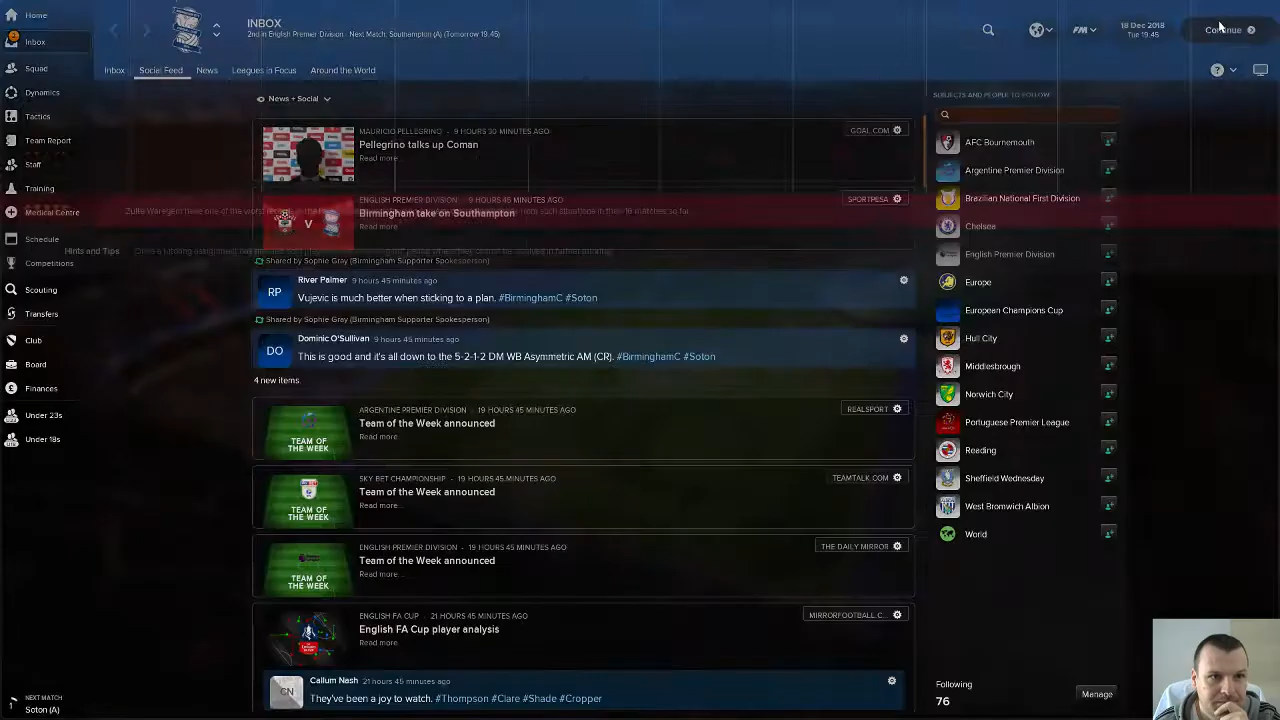 Home
INBOX
2nd in English Premier Division - Next Match: Southampton (A) (Tomorrow 19.45)
FM
18 Dec 2018
Tue 19:45
Continue
Inbox
Squad
Dynamics
Tactics
Team Report
Staff
Training
Medical Centre
Schedule
Hints and Tips
Competitions
Scouting
Transfers
Club
Board
Finances
Under 23s
Under 18s
NEXT MATCH
Soton (A)
Inbox
Social Feed
News
Leagues in Focus
Around the World
News + Social
MAURICIO PELLEGRINO - 9 HOURS 30 MINUTES AGO
GOAL.COM
Pellegrino talks up Coman
Read more...
ENGLISH PREMIER DIVISION - 9 HOURS 45 MINUTES AGO
SPORTPESA
V
Birmingham take on Southampton
Read more...
Shared by Sophie Gray (Birmingham Supporter Spokesperson)
RP
River Palmer 9 hours 45 minutes ago
Vujevic is much better when sticking to a plan. #BirminghamC #Soton
Shared by Sophie Gray (Birmingham Supporter Spokesperson)
DO
Dominic O'Sullivan 9 hours 45 minutes ago
This is good and it's all down to the 5-2-1-2 DM WB Asymmetric AM (CR). #BirminghamC #Soton
4 new items.
ARGENTINE PREMIER DIVISION - 19 HOURS 45 MINUTES AGO
REALSPORT
Team of the Week announced
Read more...
TEAM OF
THE WEEK
SKY BET CHAMPIONSHIP - 19 HOURS 45 MINUTES AGO
TEAMTALK.COM
Team of the Week announced
Read more...
TEAM OF
THE WEEK
ENGLISH PREMIER DIVISION - 19 HOURS 45 MINUTES AGO
THE DAILY MIRROR
Team of the Week announced
Read more...
TEAM OF
THE WEEK
ENGLISH FA CUP - 21 HOURS 45 MINUTES AGO
MIRRORFOOTBALL.C...
English FA Cup player analysis
Read more...
CN
Callum Nash 21 hours 45 minutes ago
They've been a joy to watch. #Thompson #Clare #Shade #Cropper
SUBJECTS AND PEOPLE TO FOLLOW
AFC Bournemouth
Argentine Premier Division
Brazilian National First Division
Chelsea
English Premier Division
Europe
European Champions Cup
Hull City
Middlesbrough
Norwich City
Portuguese Premier League
Reading
Sheffield Wednesday
West Bromwich Albion
World
Following
76
Manage